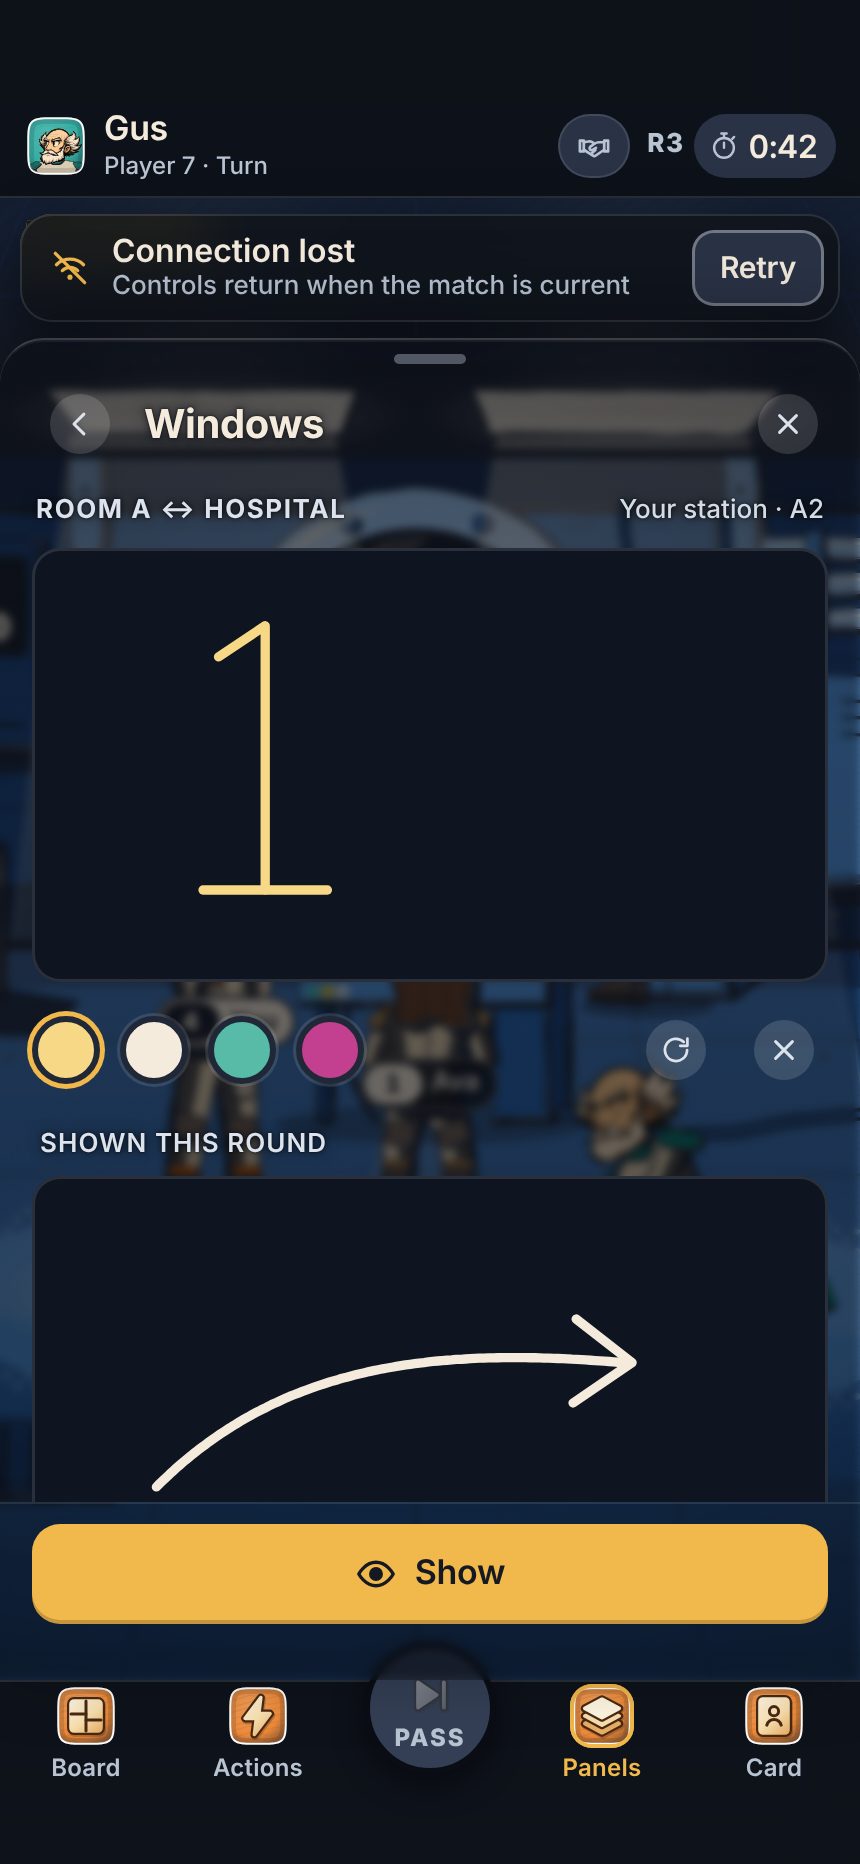 Gus
Player 7 · Turn
R3
0:42
Connection lost
Controls return when the match is current
Retry
Windows
ROOM A ↔ HOSPITAL
Your station · A2
1
SHOWN THIS ROUND
Show
PASS
Board
Actions
Panels
Card